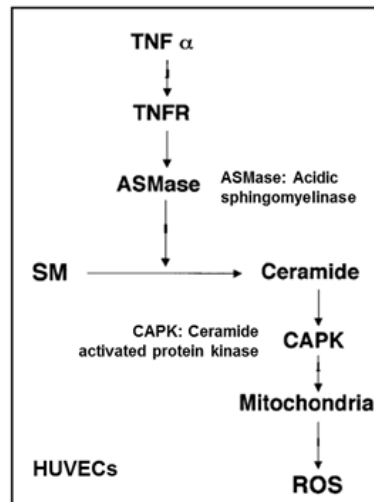 TNF α
TNFR
ASMase
ASMase: Acidic
sphingomyelinase
SM
Ceramide
CAPK: Ceramide
activated protein kinase
CAPK
Mitochondria
HUVECs
ROS